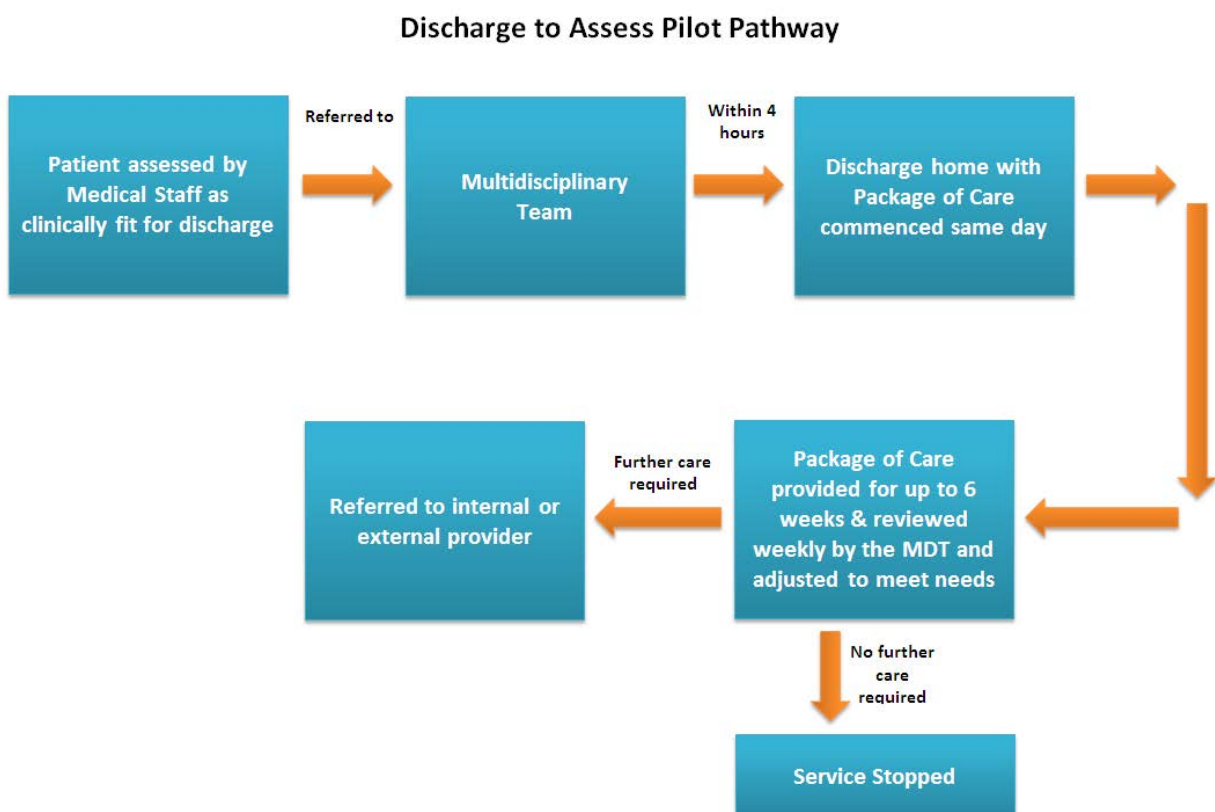 Discharge to Assess Pilot Pathway
Patient assessed by
Medical Staff as
clinically fit for discharge
Referred to
Multidisciplinary
Team
Within 4
hours
Discharge home with
Package of Care
commenced same day
Package of Care
provided for up to 6
weeks & reviewed
weekly by the MDT and
adjusted to meet needs
Further care
required
Referred to internal or
external provider
No further
care
required
Service Stopped